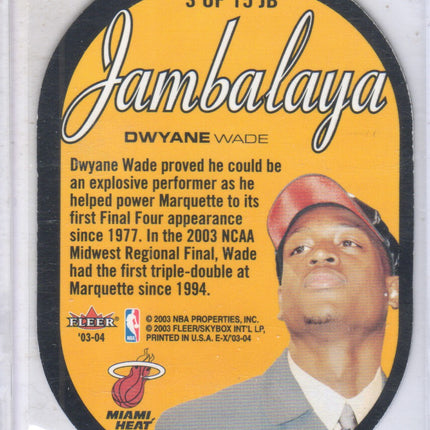 3 OF 15 JB
Jambalaya
DWYANE WADE
Dwyane Wade proved he could be
an explosive performer as he
helped power Marquette to its
first Final Four appearance
since 1977. In the 2003 NCAA
Midwest Regional Final, Wade
had the first triple-double at
Marquette since 1994.
FLEER
'03-04
NBA
© 2003 NBA PROPERTIES, INC.
© 2003 FLEER/SKYBOX INT'L LP,
PRINTED IN U.S.A. E-X/'03-04
MIAMI
HEAT